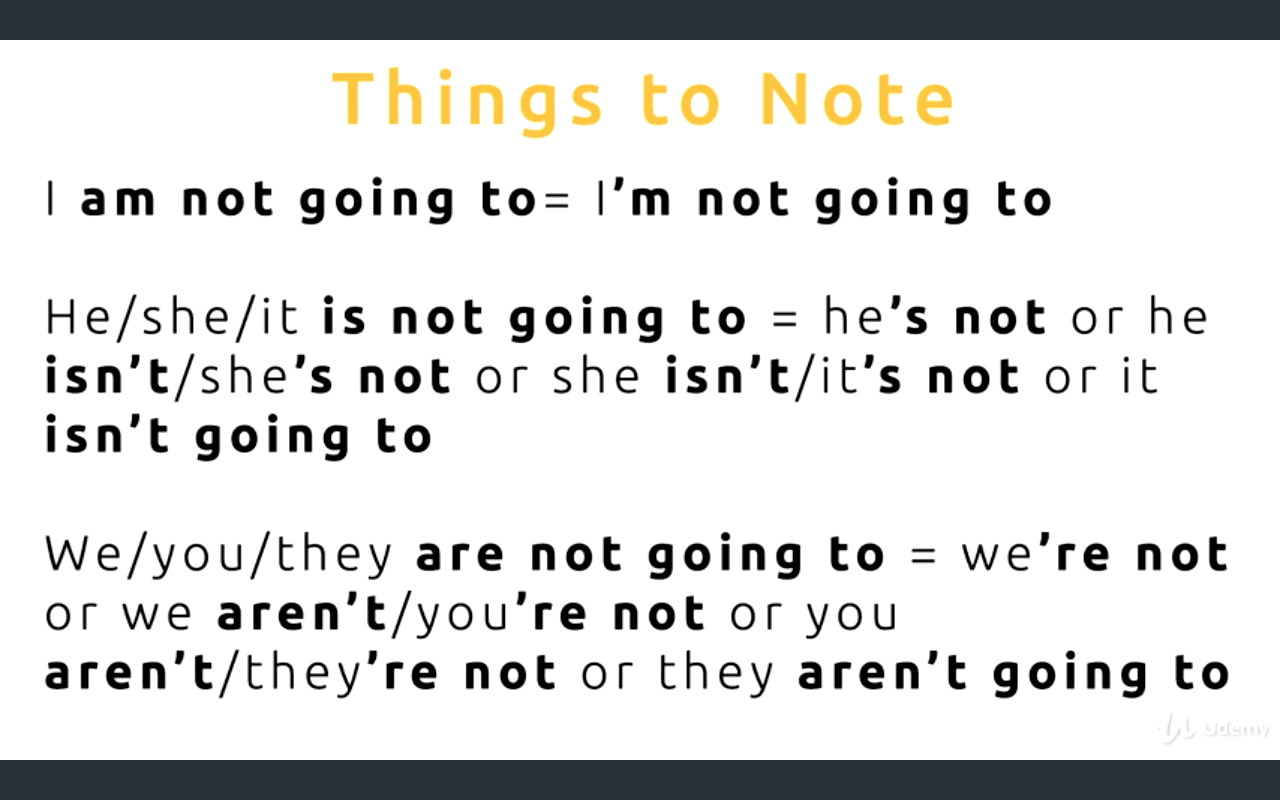 Things to Note
I am not going to= I’m not going to
He/she/it is not going to = he’s not or he
isn’t/she’s not or she isn’t/it’s not or it
isn’t going to
We/you/they are not going to = we’re not
or we aren’t/you’re not or you
aren’t/they’re not or they aren’t going to
Udemy